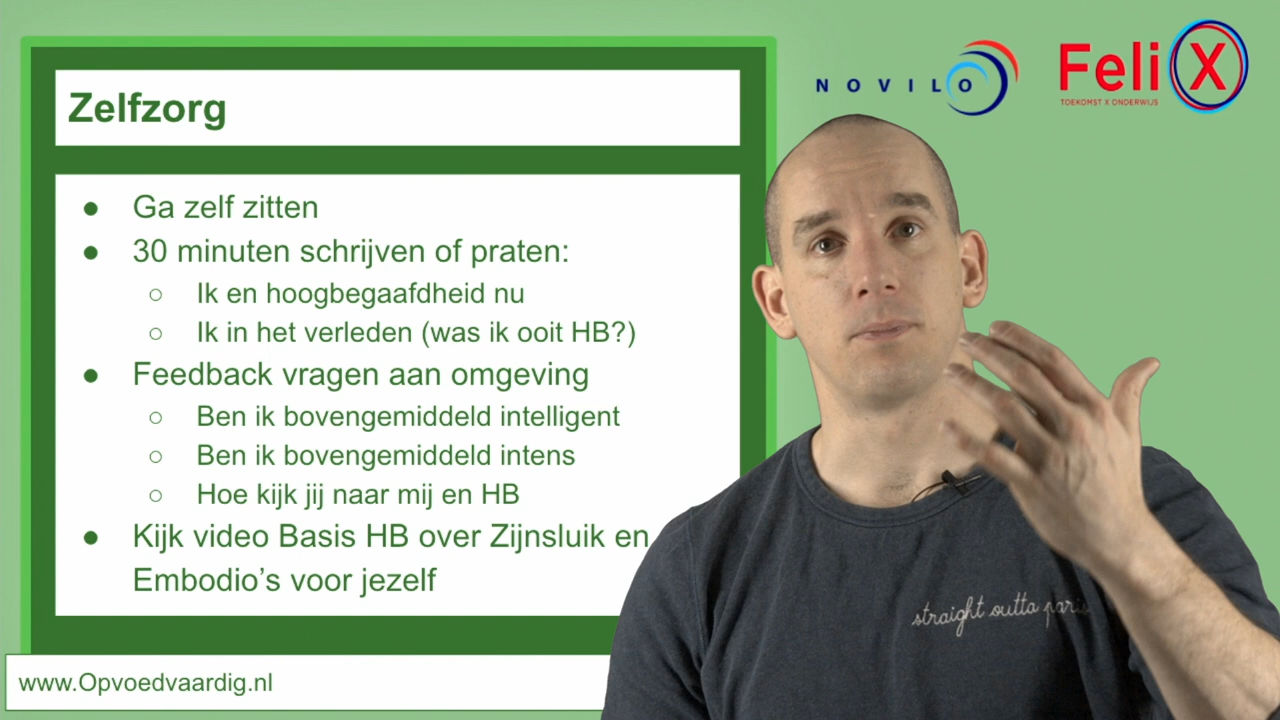 Zelfzorg
● Ga zelf zitten
● 30 minuten schrijven of praten:
○ Ik en hoogbegaafdheid nu
○ Ik in het verleden (was ik ooit HB?)
● Feedback vragen aan omgeving
○ Ben ik bovengemiddeld intelligent
○ Ben ik bovengemiddeld intens
○ Hoe kijk jij naar mij en HB
● Kijk video Basis HB over Zijnsluik en
Embodio’s voor jezelf
www.Opvoedvaardig.nl
NOVILO
FeliX
TOEKOMST X ONDERWIJS
straight outta paris